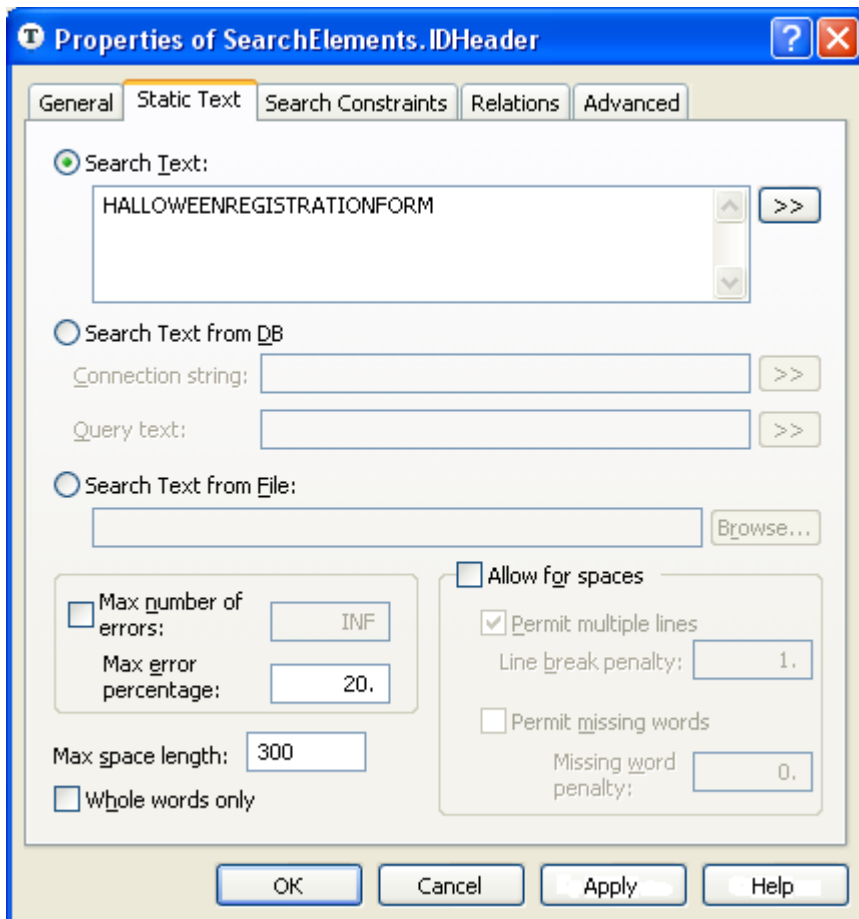 Properties of SearchElements.IDHeader
General Static Text Search Constraints Relations Advanced
Search Text:
HALLOWEENREGISTRATIONFORM
>>
Search Text from DB
Connection string: >>
Query text: >>
Search Text from File:
Browse...
Max number of
errors:
INF
Max error
percentage:
20.
Max space length: 300
Whole words only
Allow for spaces
Permit multiple lines
Line break penalty: 1.
Permit missing words
Missing word
penalty:
0.
OK Cancel Apply Help